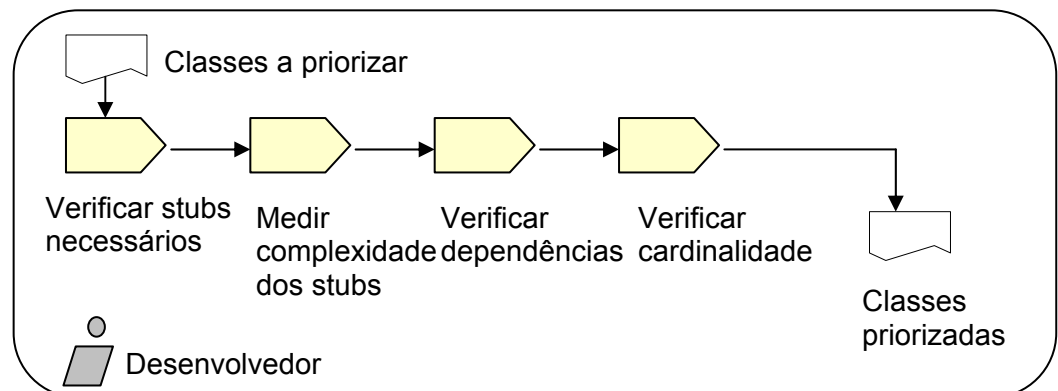 Classes a priorizar
Verificar stubs
necessários
Medir
complexidade
dos stubs
Verificar
dependências
Verificar
cardinalidade
Classes
priorizadas
Desenvolvedor